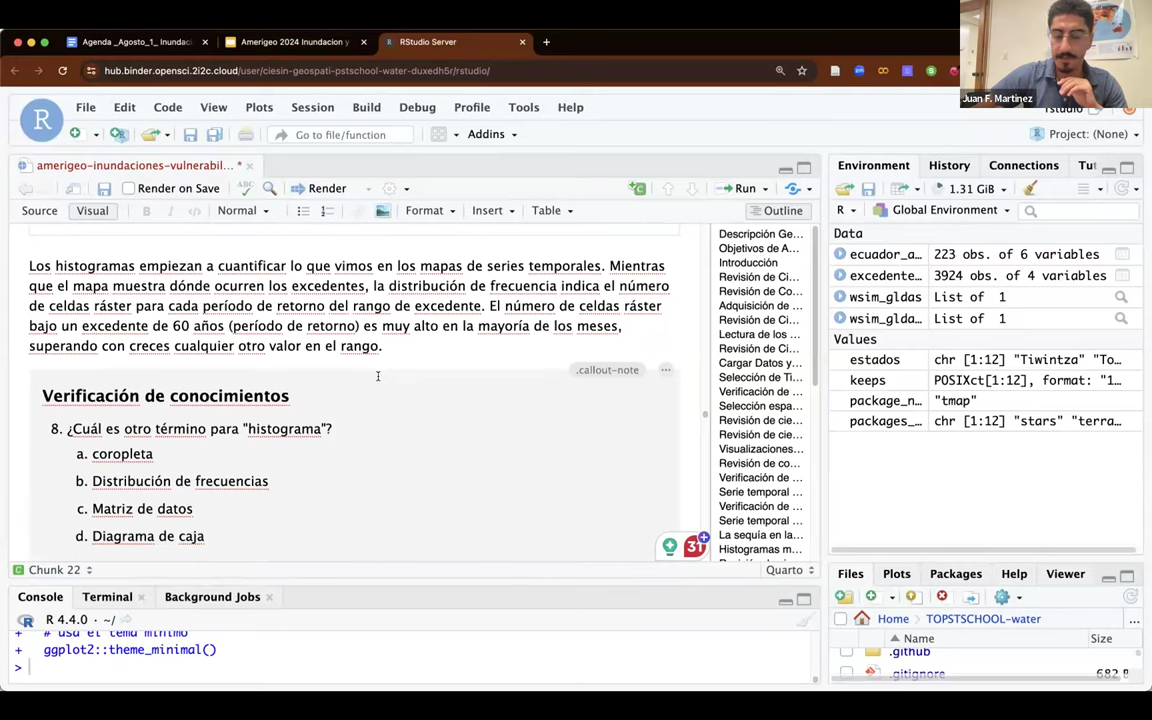 Agenda _Agosto_1_ Inundaci
Amerigeo 2024 Inundacion y
RStudio Server
hub.binder.opensci.2i2c.cloud/user/ciesin-geospati-pstschool-water-duxedh5r/rstudio/
Juan F. Martinez
R
File Edit Code View Plots Session Build Debug Profile Tools Help
rstudio
Go to file/function
Addins
Project: (None)
amerigeo-inundaciones-vulnerabil... *
Render on Save
ABC
Render
Run
Source Visual
B I </>
Normal
Format Insert Table
Outline
Los histogramas empiezan a cuantificar lo que vimos en los mapas de series temporales. Mientras
que el mapa muestra dónde ocurren los excedentes, la distribución de frecuencia indica el número
de celdas ráster para cada período de retorno del rango de excedente. El número de celdas ráster
bajo un excedente de 60 años (período de retorno) es muy alto en la mayoría de los meses,
superando con creces cualquier otro valor en el rango.
.callout-note
...
Verificación de conocimientos
8. ¿Cuál es otro término para "histograma"?
a. coropleta
b. Distribución de frecuencias
c. Matriz de datos
d. Diagrama de caja
31
Chunk 22
Quarto
Descripción Ge...
Objetivos de A...
Introducción
Revisión de Ci...
Revisión de Co...
Adquisición de ...
Revisión de Ci...
Lectura de los ...
Revisión de Ci...
Cargar Datos y...
Selección de Ti...
Verificación de ...
Selección espa...
Revisión de cie...
Revisión de cie...
Visualizaciones...
Revisión de co...
Verificación de ...
Serie temporal ...
Verificación de ...
Serie temporal ...
La sequía en la...
Histogramas m...
Console Terminal Background Jobs
R 4.4.0 · ~/
+ # usa el tema minimo
+ ggplot2::theme_minimal()
>
Environment History Connections Tut
1.31 GiB
R
Global Environment
Data
ecuador_a... 223 obs. of 6 variables
excedente... 3924 obs. of 4 variables
wsim_gldas List of 1
wsim_glda... List of 1
Values
estados chr [1:12] "Tiwintza" "To...
keeps POSIXct[1:12], format: "1...
package_n... "tmap"
packages_... chr [1:12] "stars" "terra...
Files Plots Packages Help Viewer
Home TOPSTSCHOOL-water
...
Name Size
.github
.gitignore 682 B